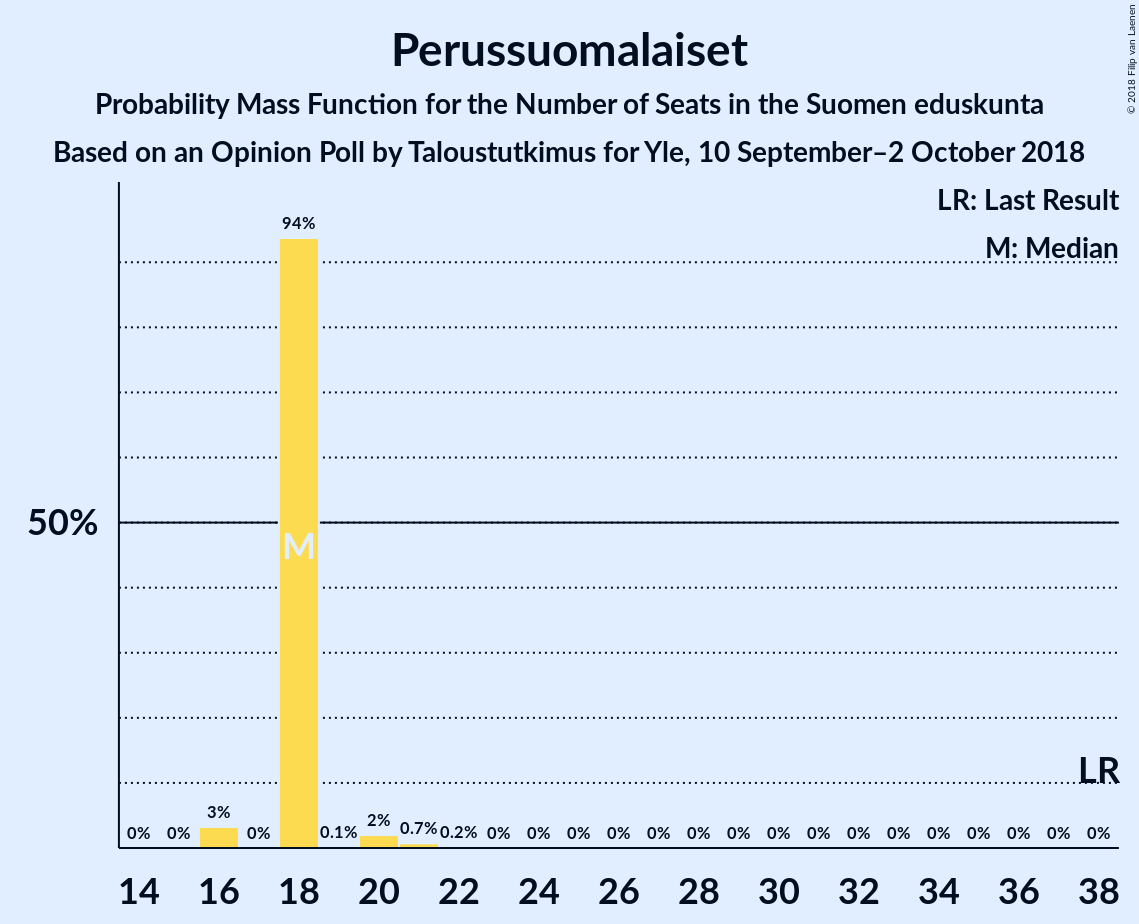 Perussuomalaiset
Probability Mass Function for the Number of Seats in the Suomen eduskunta
Based on an Opinion Poll by Taloustutkimus for Yle, 10 September–2 October 2018
© 2018 Filip van Laenen
LR: Last Result
M: Median
50%
94%
M
LR
0% 0% 3% 0% 0.1% 2% 0.7% 0.2% 0% 0% 0% 0% 0% 0% 0% 0% 0% 0% 0% 0% 0% 0% 0% 0%
14 16 18 20 22 24 26 28 30 32 34 36 38